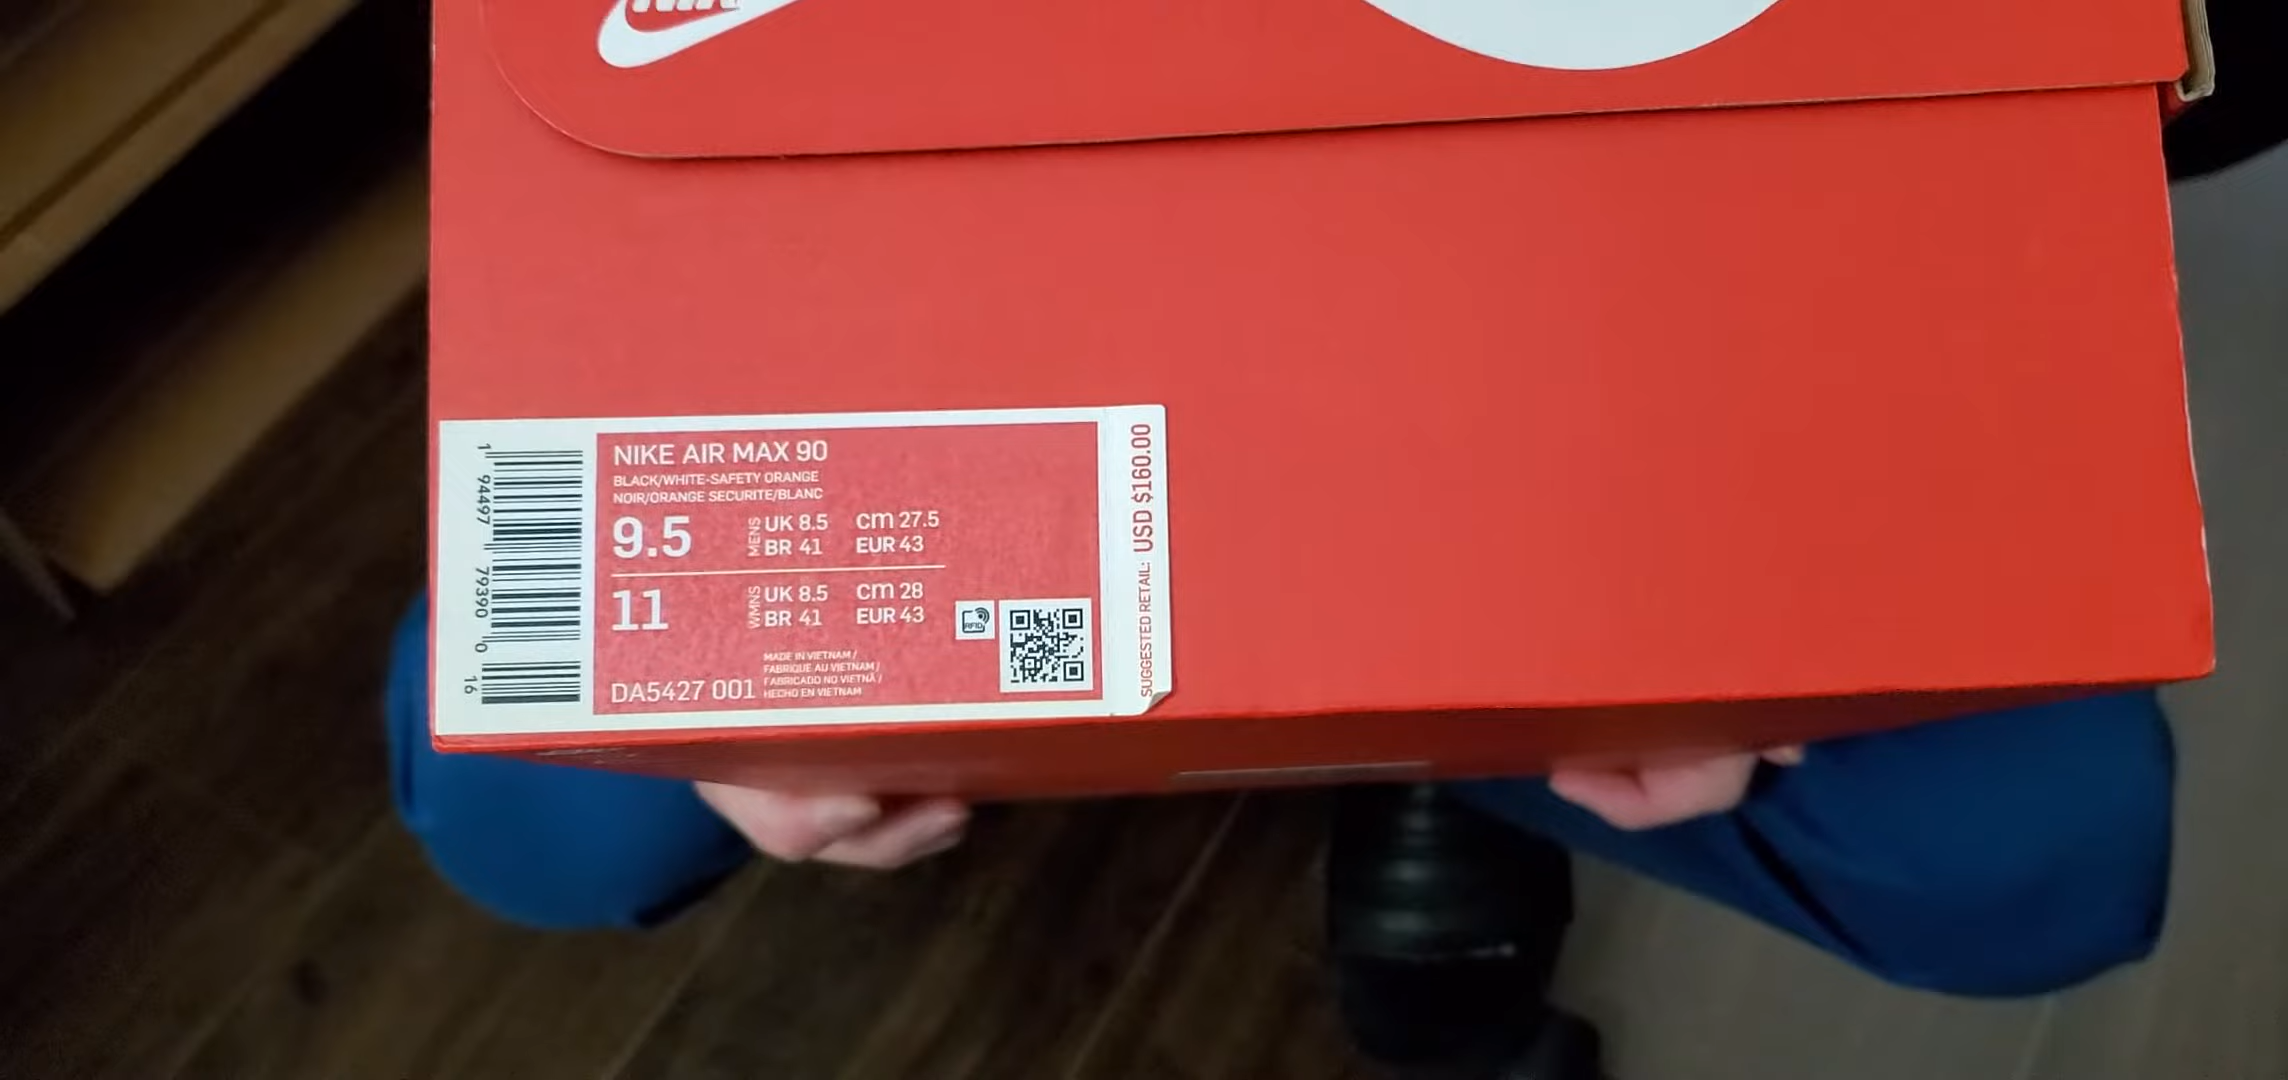 NIKE AIR MAX 90
BLACK/WHITE-SAFETY ORANGE
NOIR/ORANGE SECURITE/BLANC
9.5 MENS UK 8.5 cm 27.5
BR 41 EUR 43
11 WMNS UK 8.5 cm 28
BR 41 EUR 43
RFID
MADE IN VIETNAM /
FABRIQUE AU VIETNAM /
FABRICADO NO VIETNÃ /
HECHO EN VIETNAM
DA5427 001
SUGGESTED RETAIL: USD $160.00
1 94497 79390 0
16